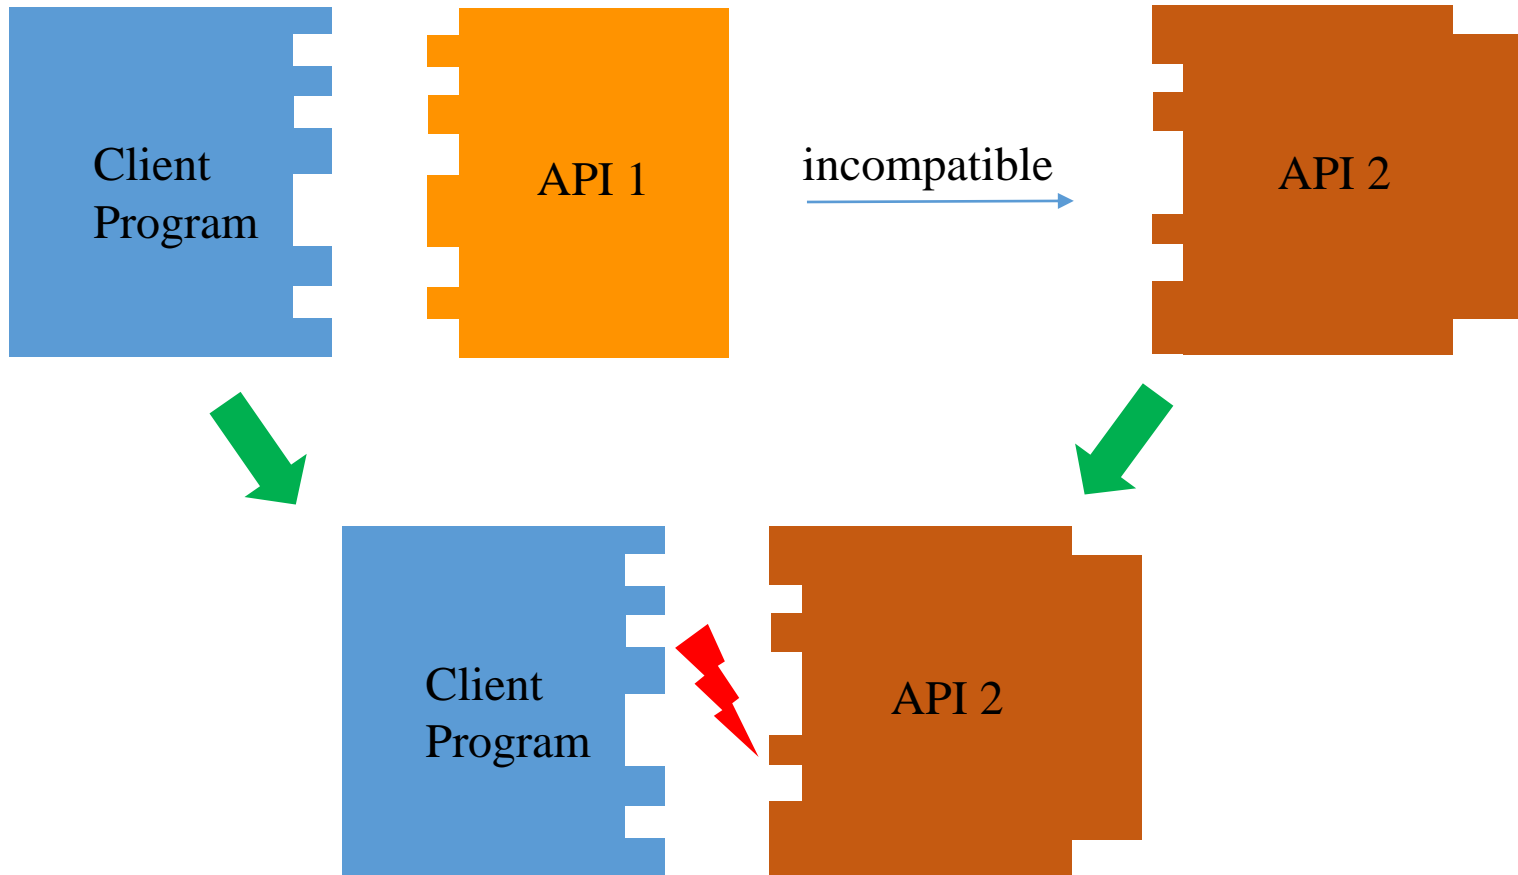 Client
Program
API 1
incompatible
API 2
Client
Program
API 2